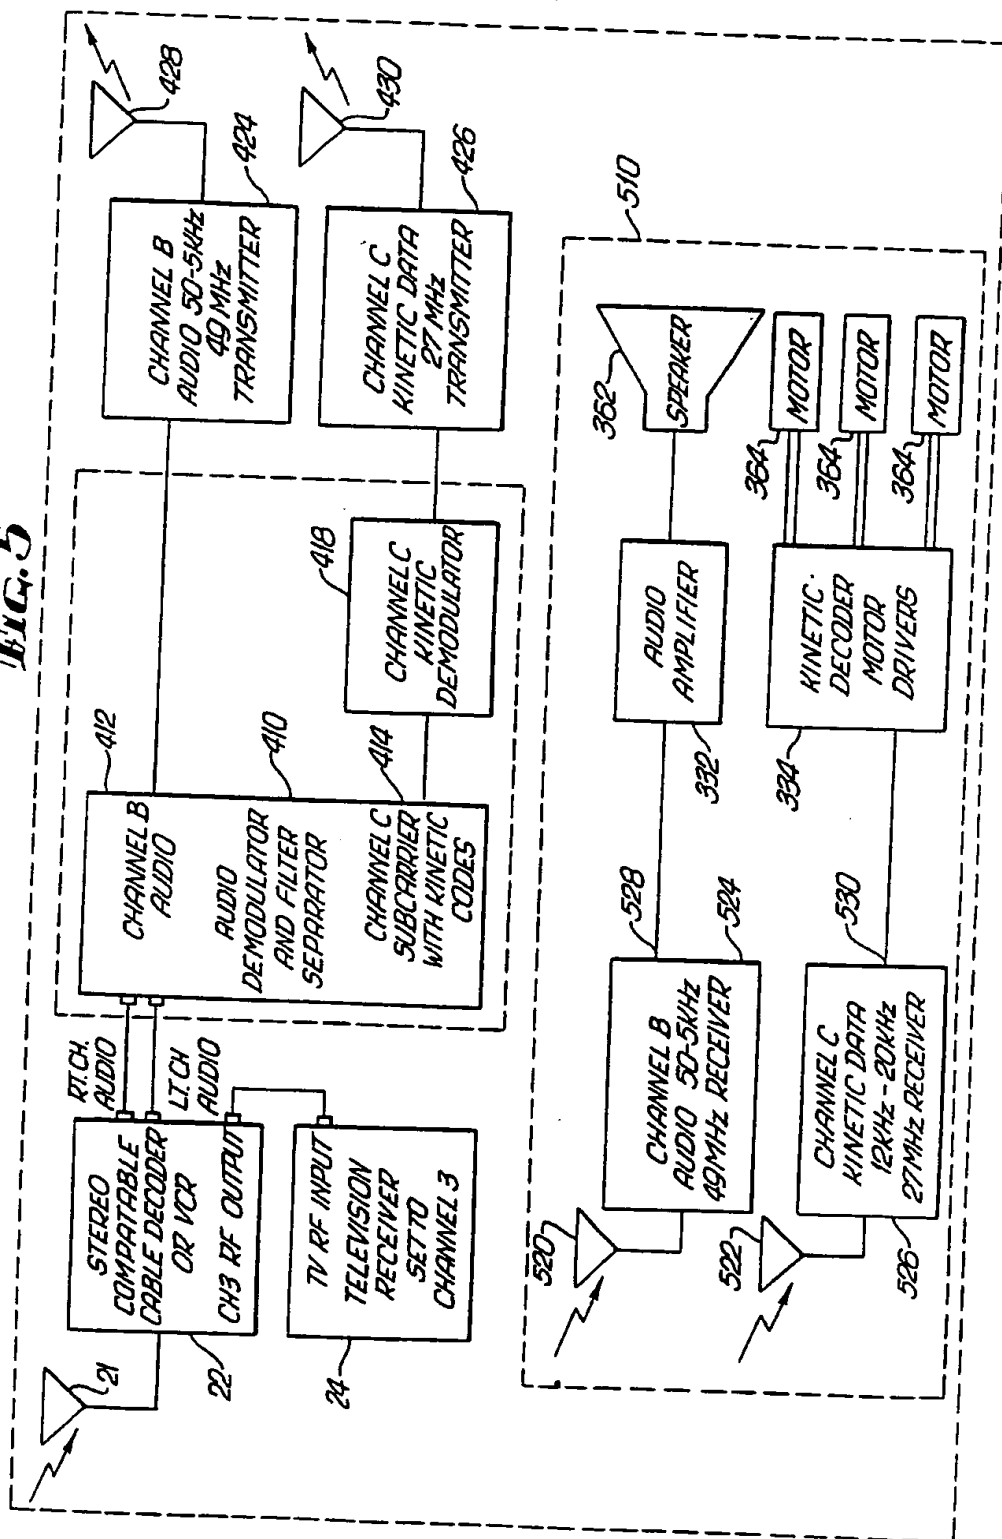 FIG. 5
21
STEREO
COMPATABLE
CABLE DECODER
OR VCR
CH3 RF OUTPUT
22
RT. CH.
AUDIO
LT. CH
AUDIO
TV RF INPUT
TELEVISION
RECEIVER
SET TO
CHANNEL 3
24
412
CHANNEL B
AUDIO
AUDIO
DEMODULATOR
AND FILTER
SEPARATOR
410
CHANNEL C
SUBCARRIER
WITH KINETIC
CODES
414
CHANNEL C
KINETIC
DEMODULATOR
418
CHANNEL B
AUDIO 50-5KHz
49 MHz
TRANSMITTER
424
428
CHANNEL C
KINETIC DATA
27 MHz
TRANSMITTER
426
430
510
520
CHANNEL B
AUDIO 50-5KHz
49MHz RECEIVER
528
524
522
CHANNEL C
KINETIC DATA
12KHz-20KHz
27MHz RECEIVER
530
526
AUDIO
AMPLIFIER
332
KINETIC
DECODER
MOTOR
DRIVERS
334
362
SPEAKER
364
MOTOR
364
MOTOR
364
MOTOR